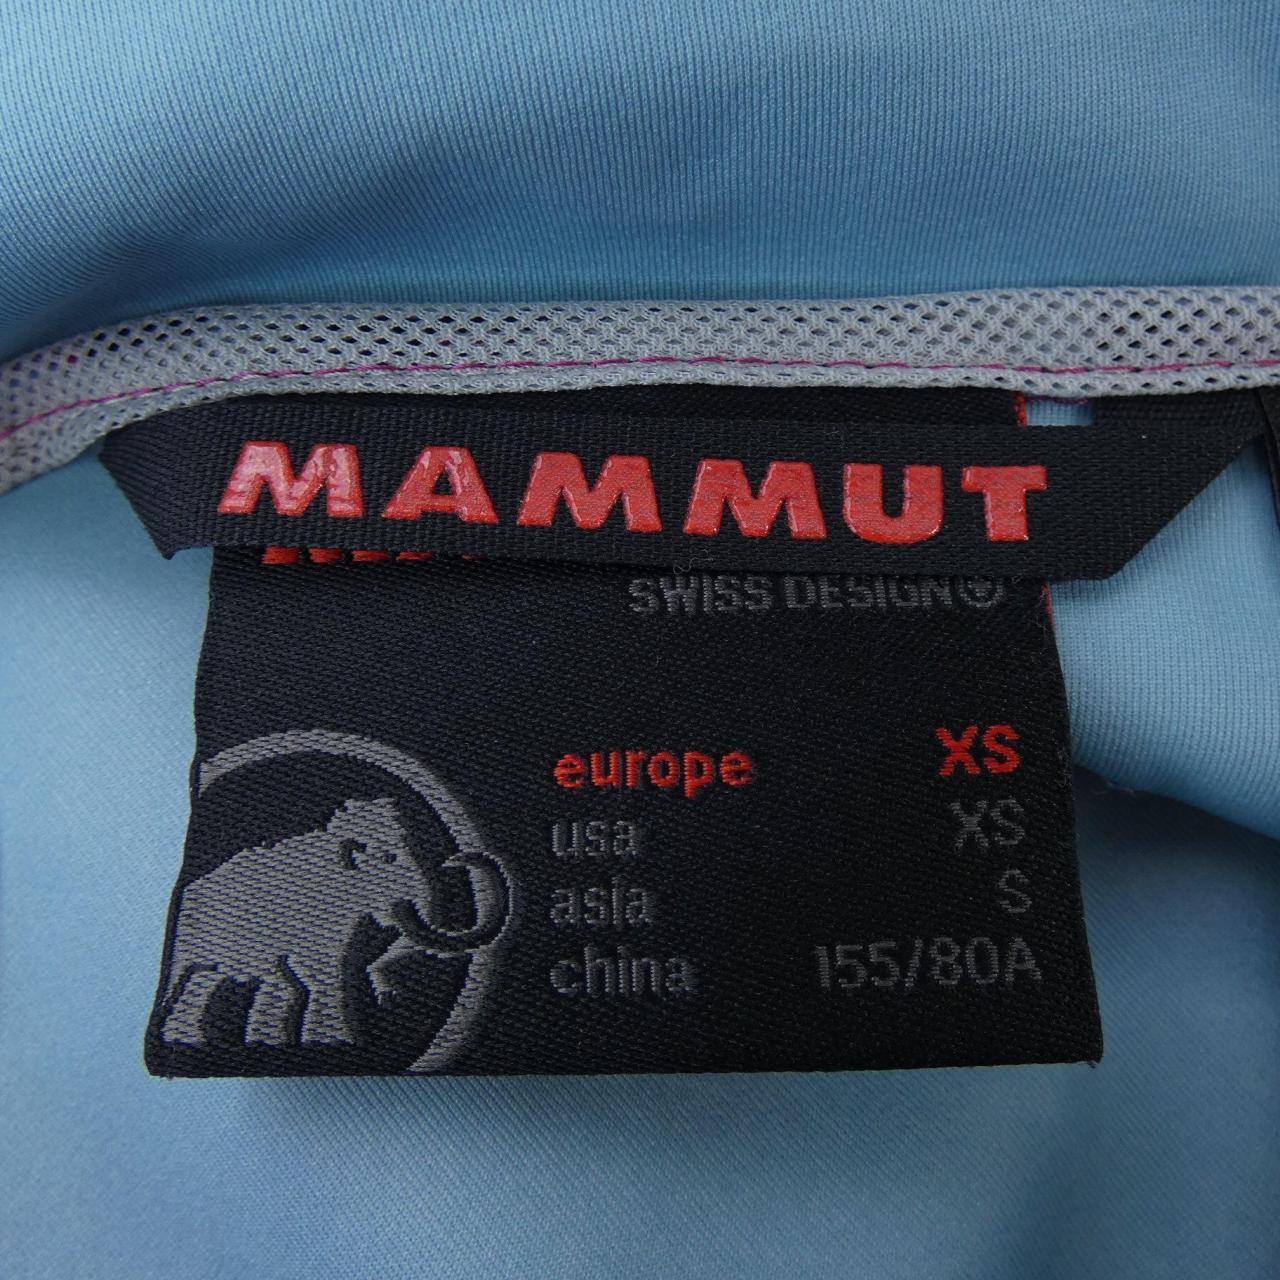 MAMMUT
SWISS DESIGN
europe XS
usa XS
asia S
china 155/80A